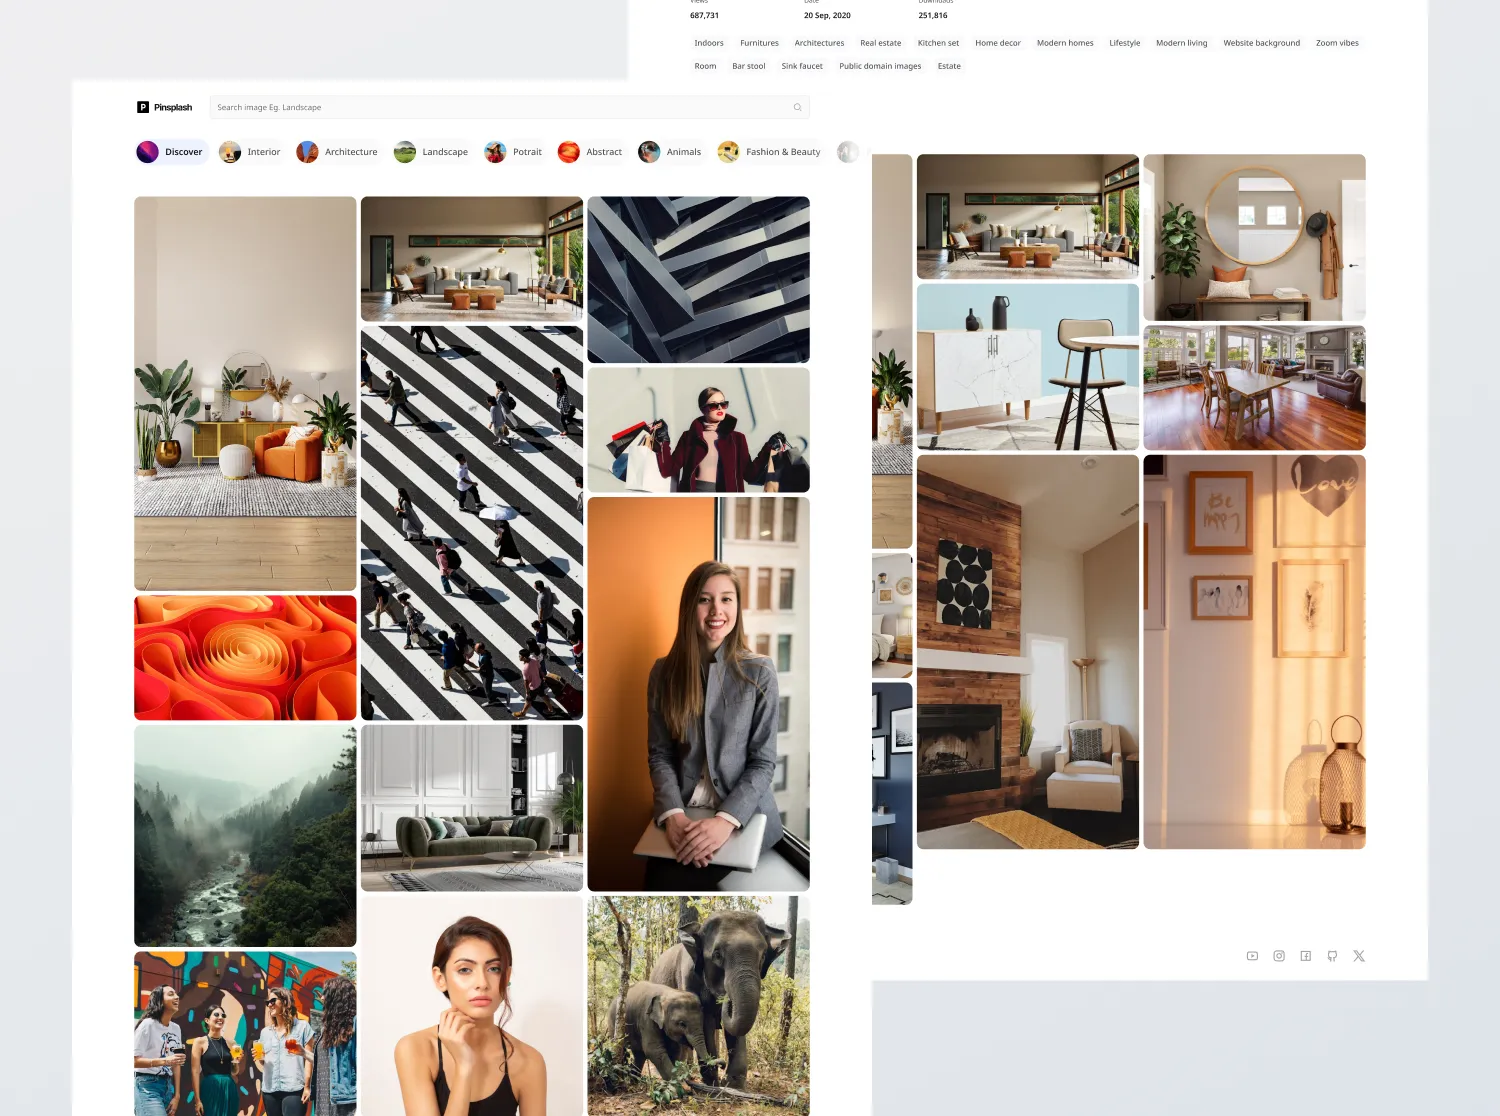 Views Date Downloads
687,731 20 Sep, 2020 251,816
Indoors Furnitures Architectures Real estate Kitchen set Home decor Modern homes Lifestyle Modern living Website background Zoom vibes
Room Bar stool Sink faucet Public domain images Estate
P Pinsplash Search image Eg. Landscape
Discover Interior Architecture Landscape Potrait Abstract Animals Fashion & Beauty
Be
Love